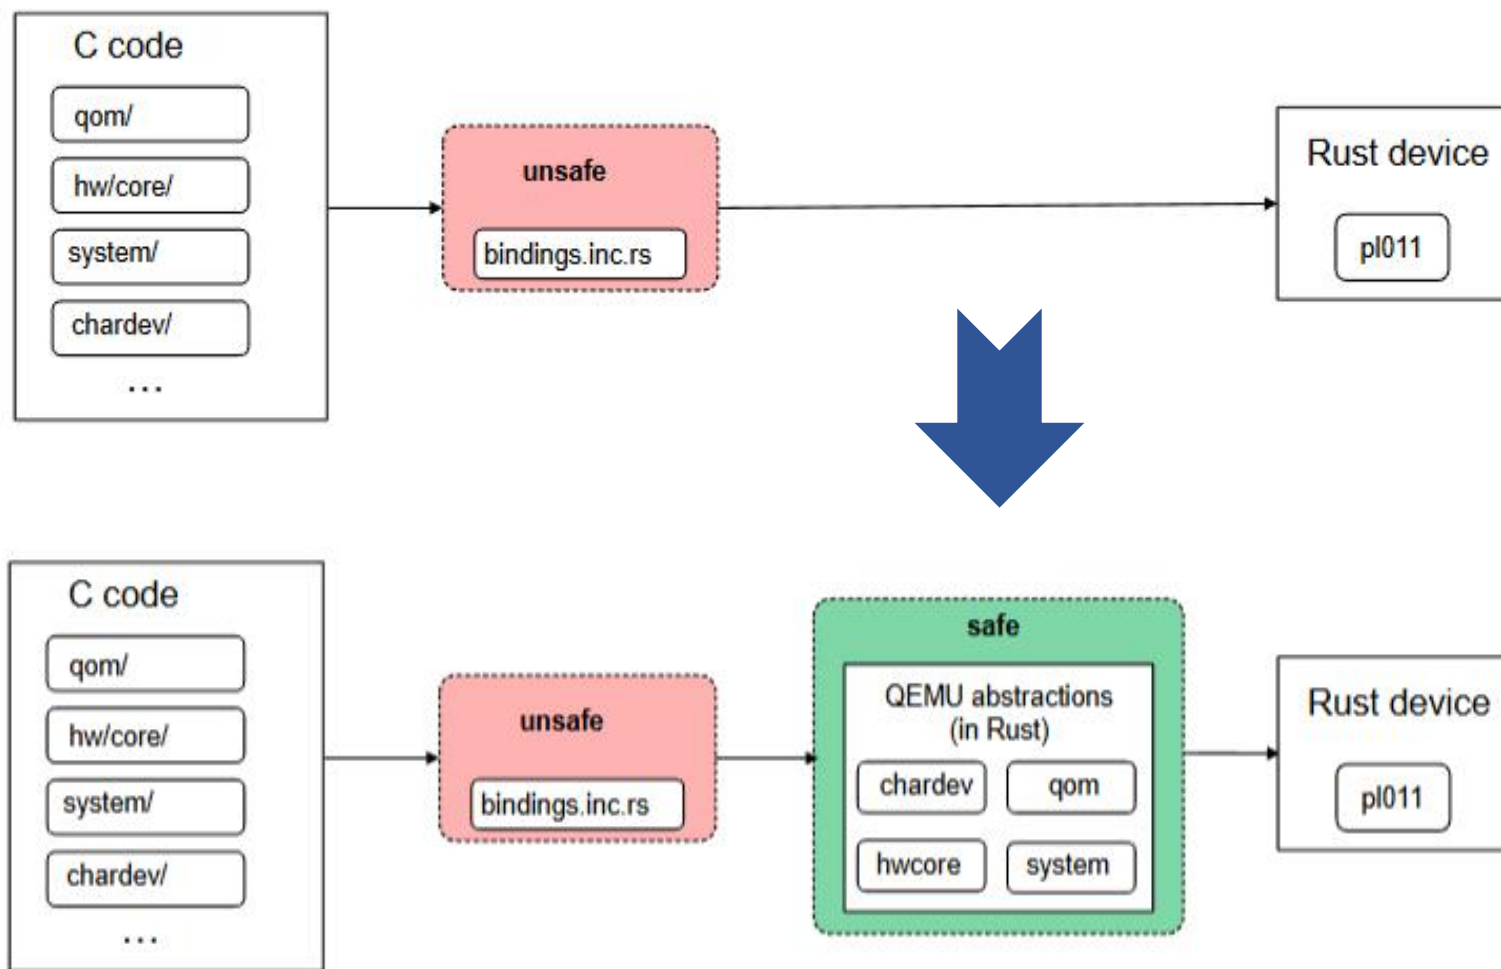 C code
qom/
hw/core/
system/
chardev/
...
unsafe
bindings.inc.rs
Rust device
pl011
C code
qom/
hw/core/
system/
chardev/
...
unsafe
bindings.inc.rs
safe
QEMU abstractions
(in Rust)
chardev
qom
hwcore
system
Rust device
pl011